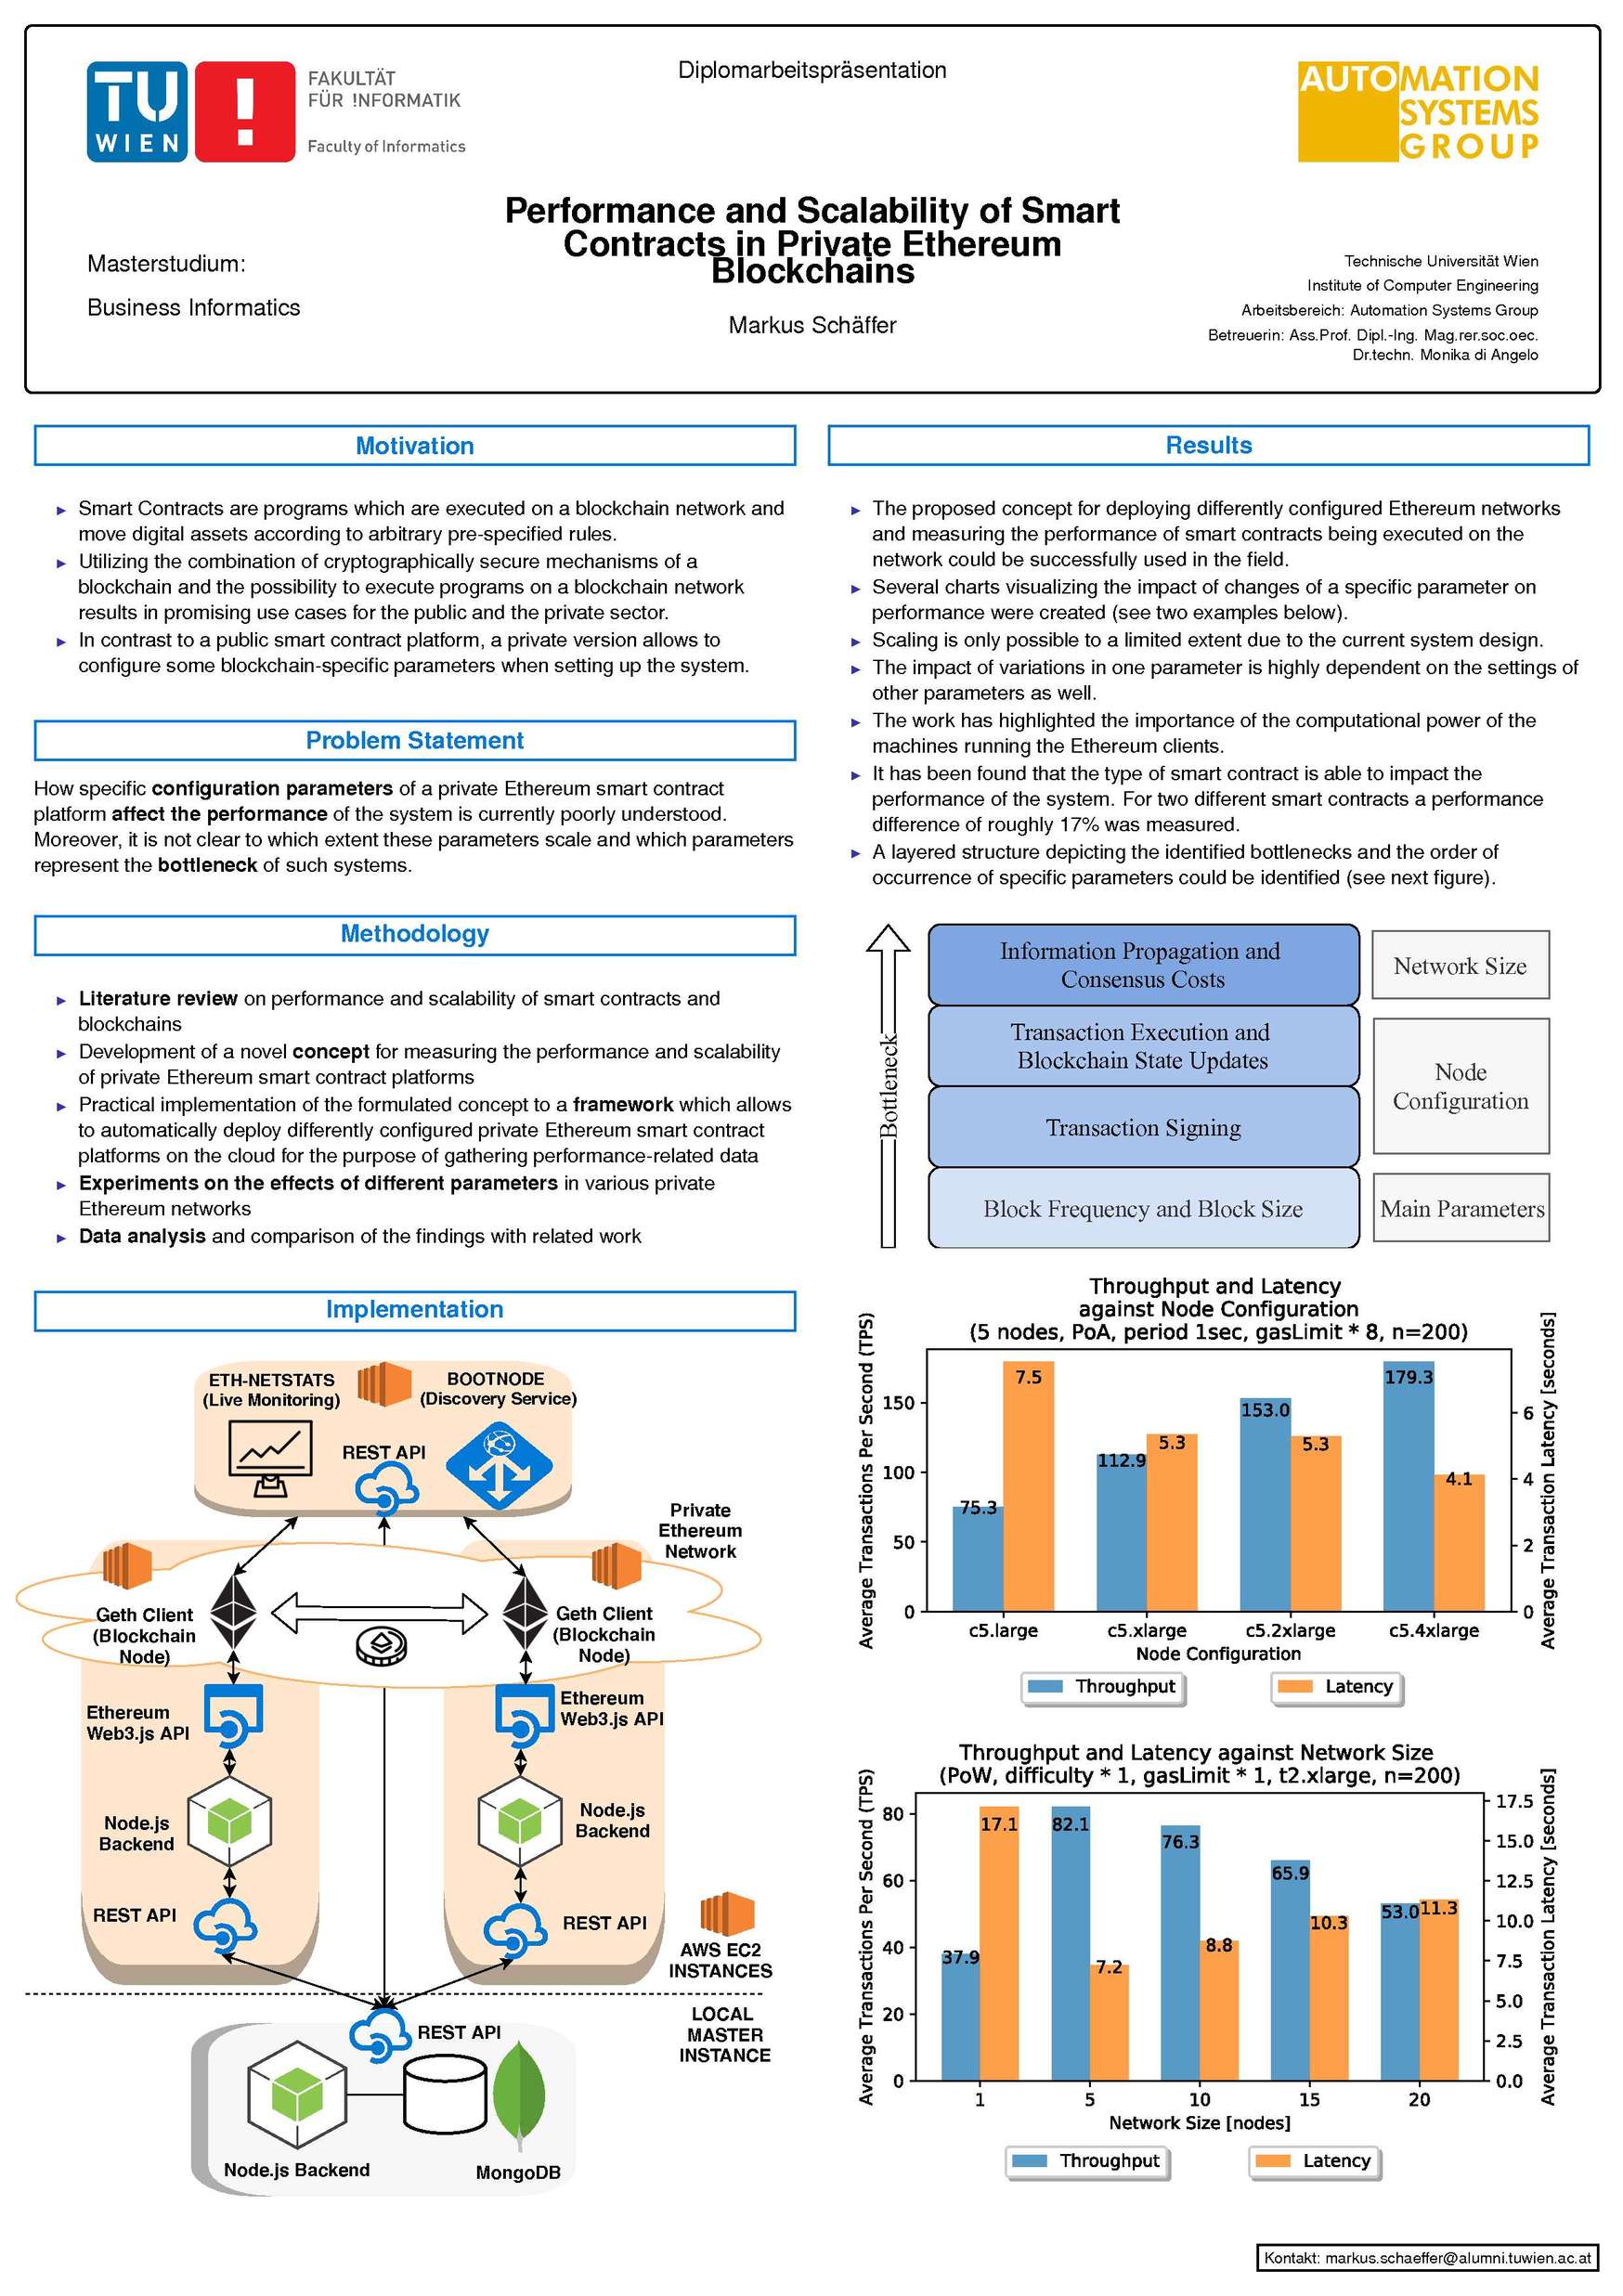 TU
WIEN
!
FAKULTÄT
FÜR !NFORMATIK
Faculty of Informatics
Diplomarbeitspräsentation
AUTOMATION
SYSTEMS
GROUP
Performance and Scalability of Smart
Contracts in Private Ethereum
Blockchains
Markus Schäffer
Masterstudium:
Business Informatics
Technische Universität Wien
Institute of Computer Engineering
Arbeitsbereich: Automation Systems Group
Betreuerin: Ass.Prof. Dipl.-Ing. Mag.rer.soc.oec.
Dr.techn. Monika di Angelo
Motivation
► Smart Contracts are programs which are executed on a blockchain network and
move digital assets according to arbitrary pre-specified rules.
► Utilizing the combination of cryptographically secure mechanisms of a
blockchain and the possibility to execute programs on a blockchain network
results in promising use cases for the public and the private sector.
► In contrast to a public smart contract platform, a private version allows to
configure some blockchain-specific parameters when setting up the system.
Problem Statement
How specific configuration parameters of a private Ethereum smart contract
platform affect the performance of the system is currently poorly understood.
Moreover, it is not clear to which extent these parameters scale and which parameters
represent the bottleneck of such systems.
Methodology
► Literature review on performance and scalability of smart contracts and
blockchains
► Development of a novel concept for measuring the performance and scalability
of private Ethereum smart contract platforms
► Practical implementation of the formulated concept to a framework which allows
to automatically deploy differently configured private Ethereum smart contract
platforms on the cloud for the purpose of gathering performance-related data
► Experiments on the effects of different parameters in various private
Ethereum networks
► Data analysis and comparison of the findings with related work
Implementation
ETH-NETSTATS
(Live Monitoring)
BOOTNODE
(Discovery Service)
REST API
Private
Ethereum
Network
Geth Client
(Blockchain
Node)
Geth Client
(Blockchain
Node)
Ethereum
Web3.js API
Ethereum
Web3.js API
Node.js
Backend
Node.js
Backend
REST API
REST API
AWS EC2
INSTANCES
LOCAL
MASTER
INSTANCE
REST API
Node.js Backend
MongoDB
Results
► The proposed concept for deploying differently configured Ethereum networks
and measuring the performance of smart contracts being executed on the
network could be successfully used in the field.
► Several charts visualizing the impact of changes of a specific parameter on
performance were created (see two examples below).
► Scaling is only possible to a limited extent due to the current system design.
► The impact of variations in one parameter is highly dependent on the settings of
other parameters as well.
► The work has highlighted the importance of the computational power of the
machines running the Ethereum clients.
► It has been found that the type of smart contract is able to impact the
performance of the system. For two different smart contracts a performance
difference of roughly 17% was measured.
► A layered structure depicting the identified bottlenecks and the order of
occurrence of specific parameters could be identified (see next figure).
Bottleneck
Information Propagation and
Consensus Costs
Network Size
Transaction Execution and
Blockchain State Updates
Node
Configuration
Transaction Signing
Block Frequency and Block Size
Main Parameters
Throughput and Latency
against Node Configuration
(5 nodes, PoA, period 1sec, gasLimit * 8, n=200)
Average Transactions Per Second (TPS)
150
100
50
0
75.3
7.5
112.9
5.3
153.0
5.3
179.3
4.1
6
4
2
0
Average Transaction Latency [seconds]
c5.large
c5.xlarge
c5.2xlarge
c5.4xlarge
Node Configuration
Throughput
Latency
Throughput and Latency against Network Size
(PoW, difficulty * 1, gasLimit * 1, t2.xlarge, n=200)
Average Transactions Per Second (TPS)
80
60
40
20
0
37.9
17.1
82.1
7.2
76.3
8.8
65.9
10.3
53.0
11.3
17.5
15.0
12.5
10.0
7.5
5.0
2.5
0.0
Average Transaction Latency [seconds]
1
5
10
15
20
Network Size [nodes]
Throughput
Latency
Kontakt: markus.schaeffer@alumni.tuwien.ac.at